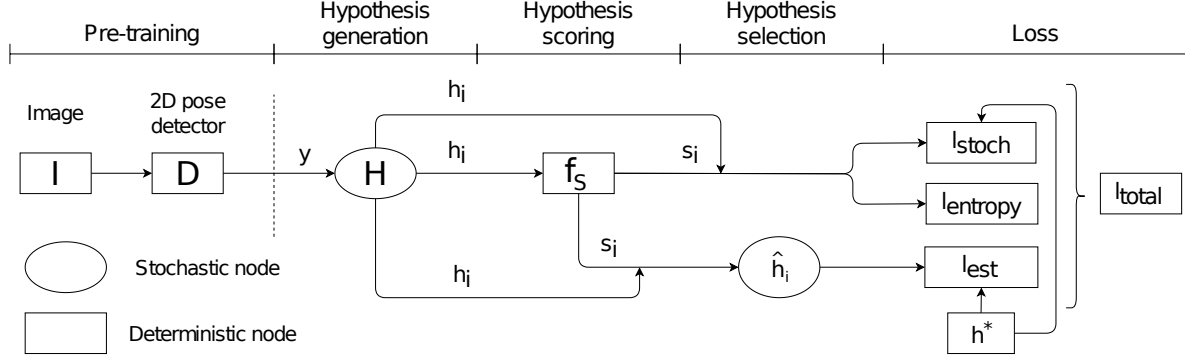 Pre-training
Hypothesis
generation
Hypothesis
scoring
Hypothesis
selection
Loss
Image
2D pose
detector
I
D
y
H
h_i
h_i
h_i
f_S
s_i
s_i
ĥ_i
l_stoch
l_entropy
l_est
h*
l_total
Stochastic node
Deterministic node